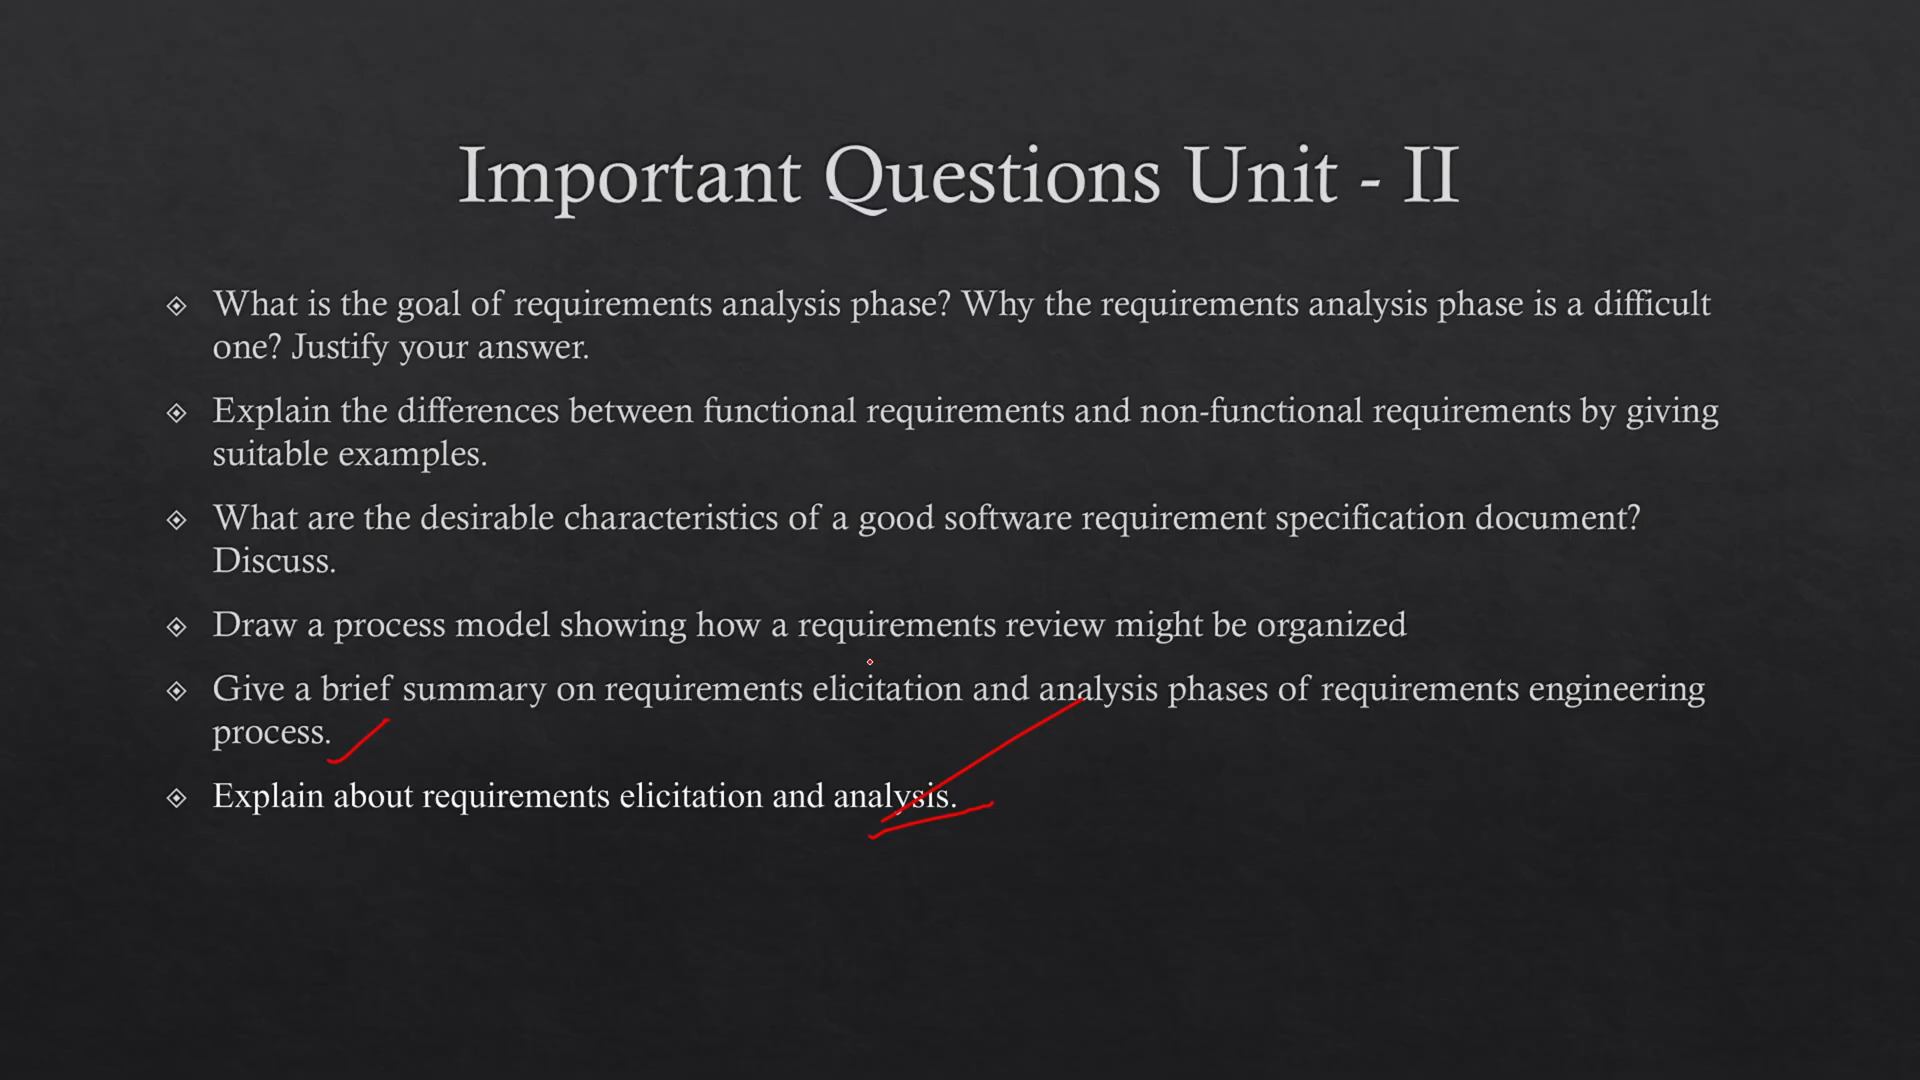 Important Questions Unit - II
What is the goal of requirements analysis phase? Why the requirements analysis phase is a difficult
one? Justify your answer.
Explain the differences between functional requirements and non-functional requirements by giving
suitable examples.
What are the desirable characteristics of a good software requirement specification document?
Discuss.
Draw a process model showing how a requirements review might be organized
Give a brief summary on requirements elicitation and analysis phases of requirements engineering
process.
Explain about requirements elicitation and analysis.